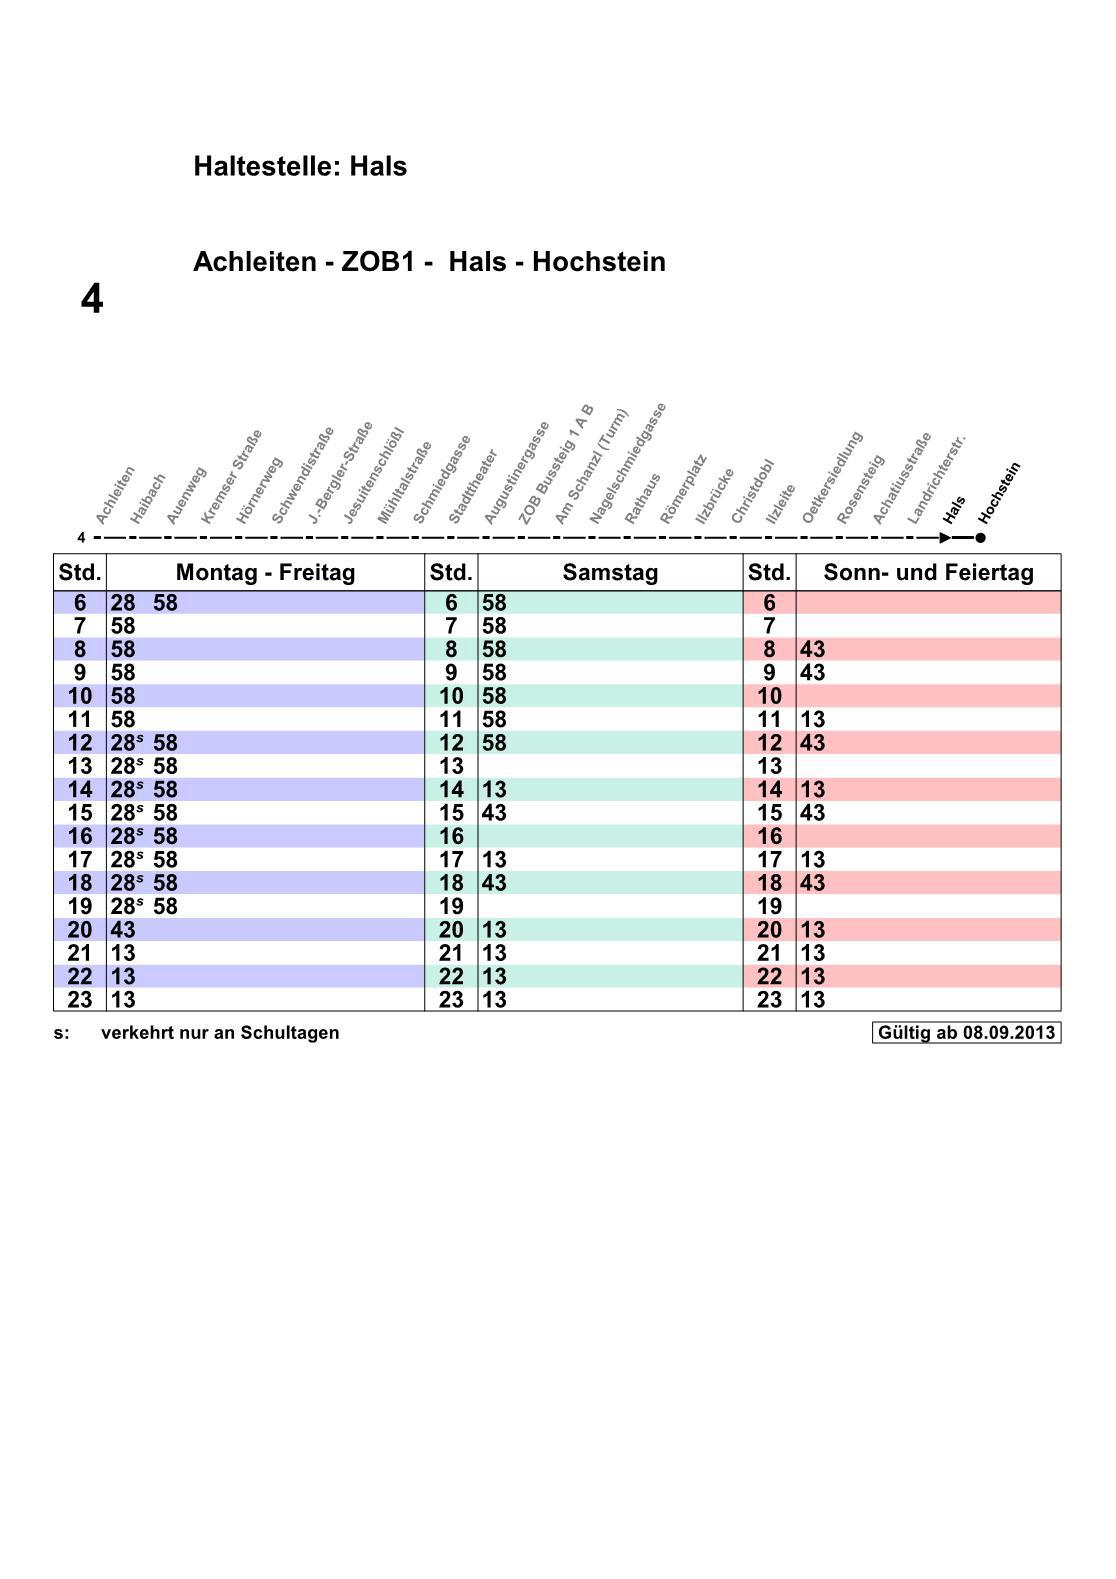 Haltestelle: Hals
Achleiten - ZOB1 -  Hals - Hochstein
4
Achleiten
Haibach
Auenweg
Kremser Straße
Hörnerweg
Schwendistraße
J.-Bergler-Straße
Jesuitenschlößl
Mühltalstraße
Schmiedgasse
Stadttheater
Augustinergasse
ZOB Bussteig 1 A B
Am Schanzl (Turm)
Nagelschmiedgasse
Rathaus
Römerplatz
Ilzbrücke
Christdobl
Ilzleite
Oetkersiedlung
Rosensteig
Achatiusstraße
Landrichterstr.
Hals
Hochstein
4
Std. Montag - Freitag Std. Samstag Std. Sonn- und Feiertag
6 28 58 6 58 6
7 58 7 58 7
8 58 8 58 8 43
9 58 9 58 9 43
10 58 10 58 10
11 58 11 58 11 13
12 28s 58 12 58 12 43
13 28s 58 13 13
14 28s 58 14 13 14 13
15 28s 58 15 43 15 43
16 28s 58 16 16
17 28s 58 17 13 17 13
18 28s 58 18 43 18 43
19 28s 58 19 19
20 43 20 13 20 13
21 13 21 13 21 13
22 13 22 13 22 13
23 13 23 13 23 13
s: verkehrt nur an Schultagen Gültig ab 08.09.2013